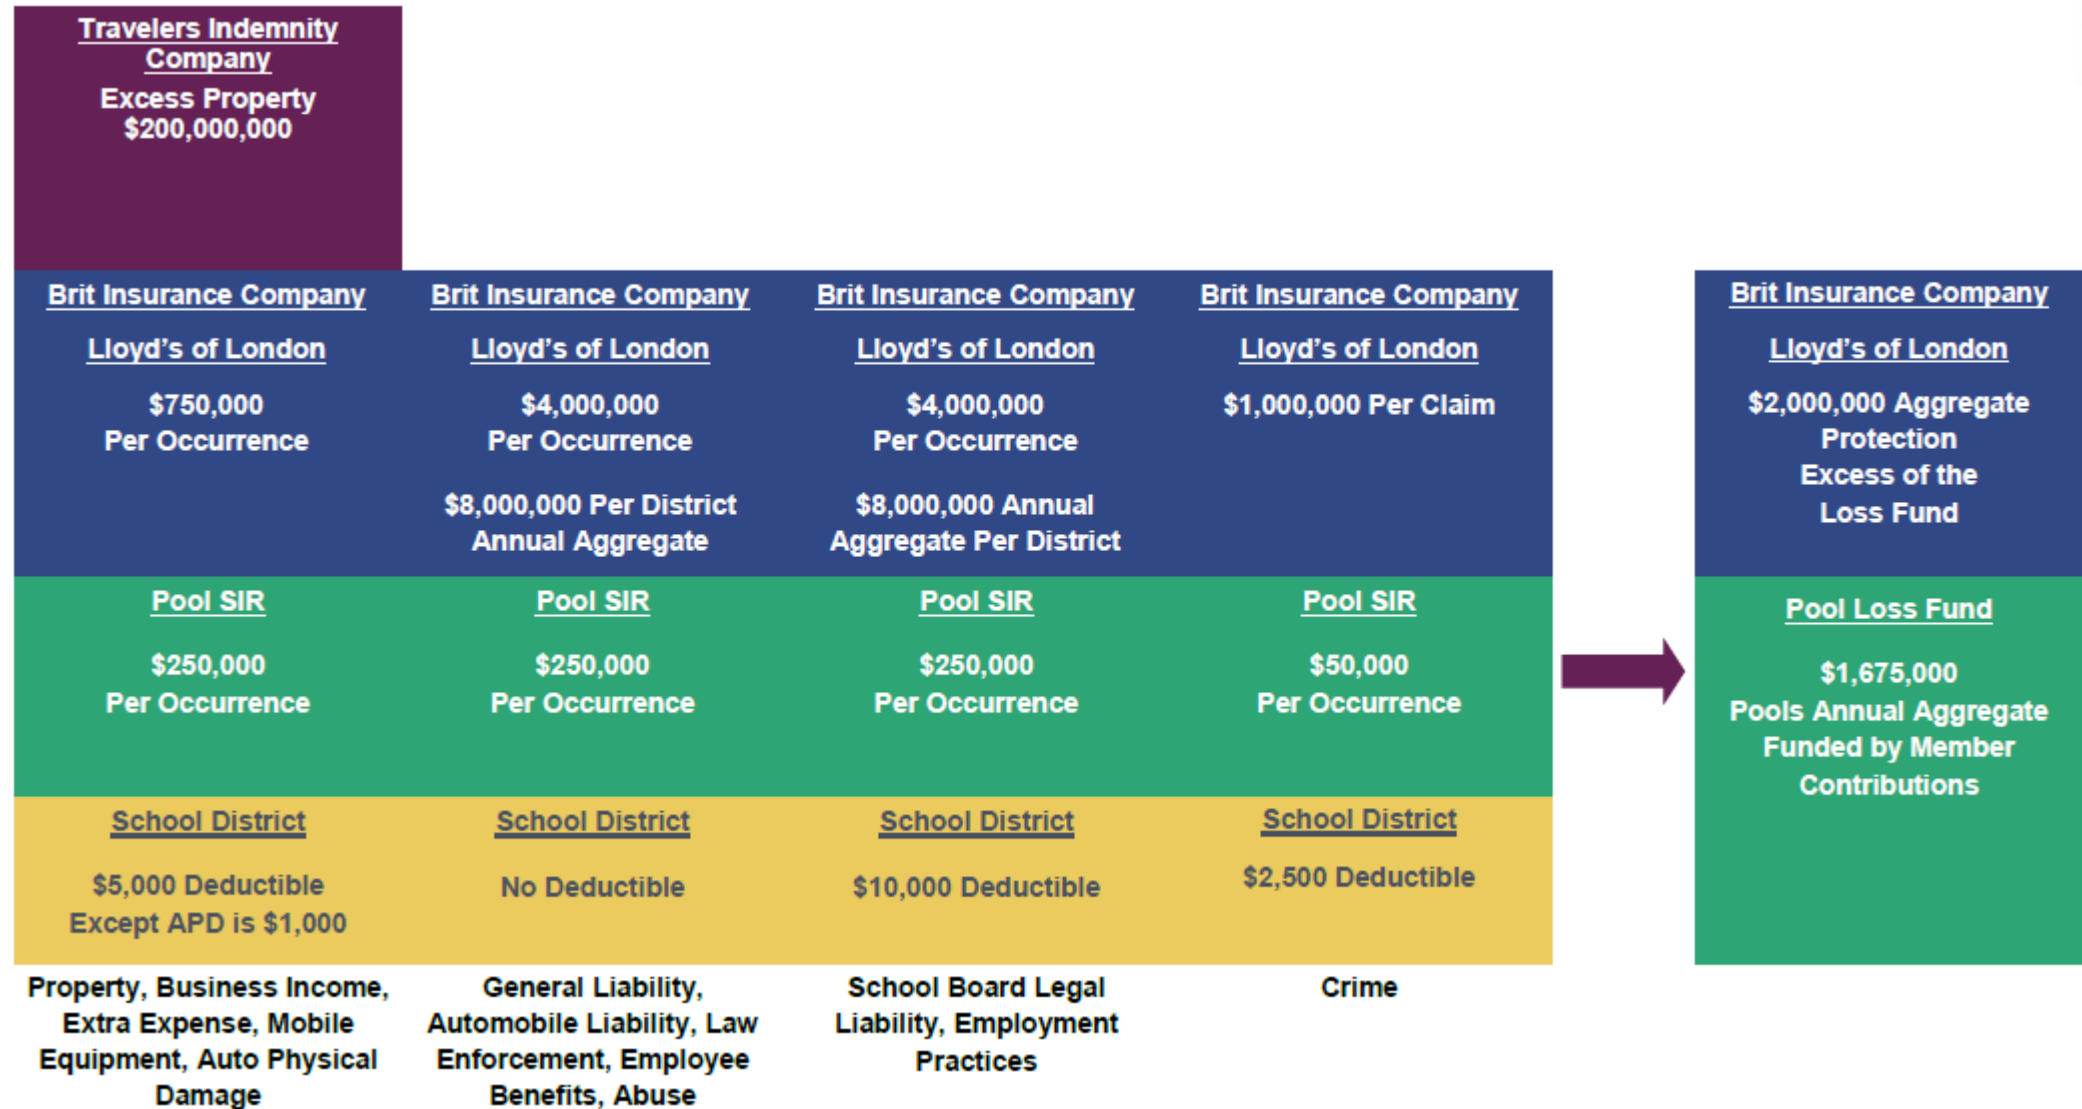 Travelers Indemnity
Company
Excess Property
$200,000,000
Brit Insurance Company
Lloyd’s of London
$750,000
Per Occurrence
Brit Insurance Company
Lloyd’s of London
$4,000,000
Per Occurrence
$8,000,000 Per District
Annual Aggregate
Brit Insurance Company
Lloyd’s of London
$4,000,000
Per Occurrence
$8,000,000 Annual
Aggregate Per District
Brit Insurance Company
Lloyd’s of London
$1,000,000 Per Claim
Brit Insurance Company
Lloyd’s of London
$2,000,000 Aggregate
Protection
Excess of the
Loss Fund
Pool SIR
$250,000
Per Occurrence
Pool SIR
$250,000
Per Occurrence
Pool SIR
$250,000
Per Occurrence
Pool SIR
$50,000
Per Occurrence
Pool Loss Fund
$1,675,000
Pools Annual Aggregate
Funded by Member
Contributions
School District
$5,000 Deductible
Except APD is $1,000
School District
No Deductible
School District
$10,000 Deductible
School District
$2,500 Deductible
Property, Business Income,
Extra Expense, Mobile
Equipment, Auto Physical
Damage
General Liability,
Automobile Liability, Law
Enforcement, Employee
Benefits, Abuse
School Board Legal
Liability, Employment
Practices
Crime